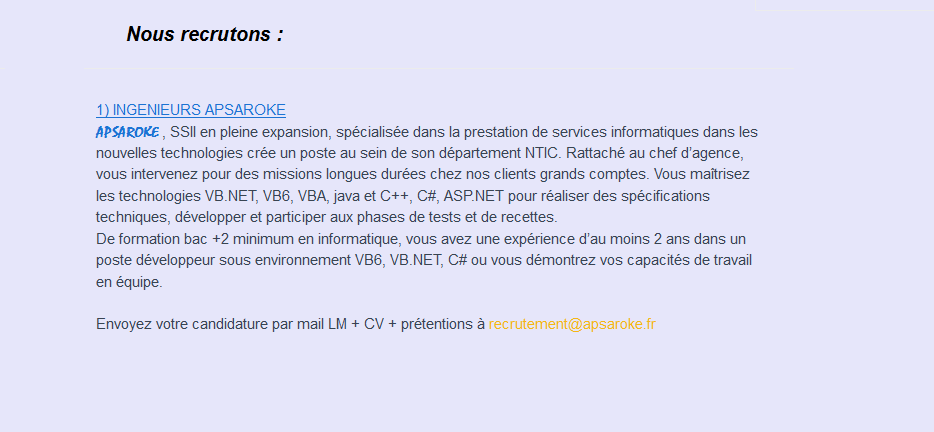 Nous recrutons :
1) INGENIEURS APSAROKE
APSAROKE , SSII en pleine expansion, spécialisée dans la prestation de services informatiques dans les
nouvelles technologies crée un poste au sein de son département NTIC. Rattaché au chef d’agence,
vous intervenez pour des missions longues durées chez nos clients grands comptes. Vous maîtrisez
les technologies VB.NET, VB6, VBA, java et C++, C#, ASP.NET pour réaliser des spécifications
techniques, développer et participer aux phases de tests et de recettes.
De formation bac +2 minimum en informatique, vous avez une expérience d’au moins 2 ans dans un
poste développeur sous environnement VB6, VB.NET, C# ou vous démontrez vos capacités de travail
en équipe.
Envoyez votre candidature par mail LM + CV + prétentions à recrutement@apsaroke.fr